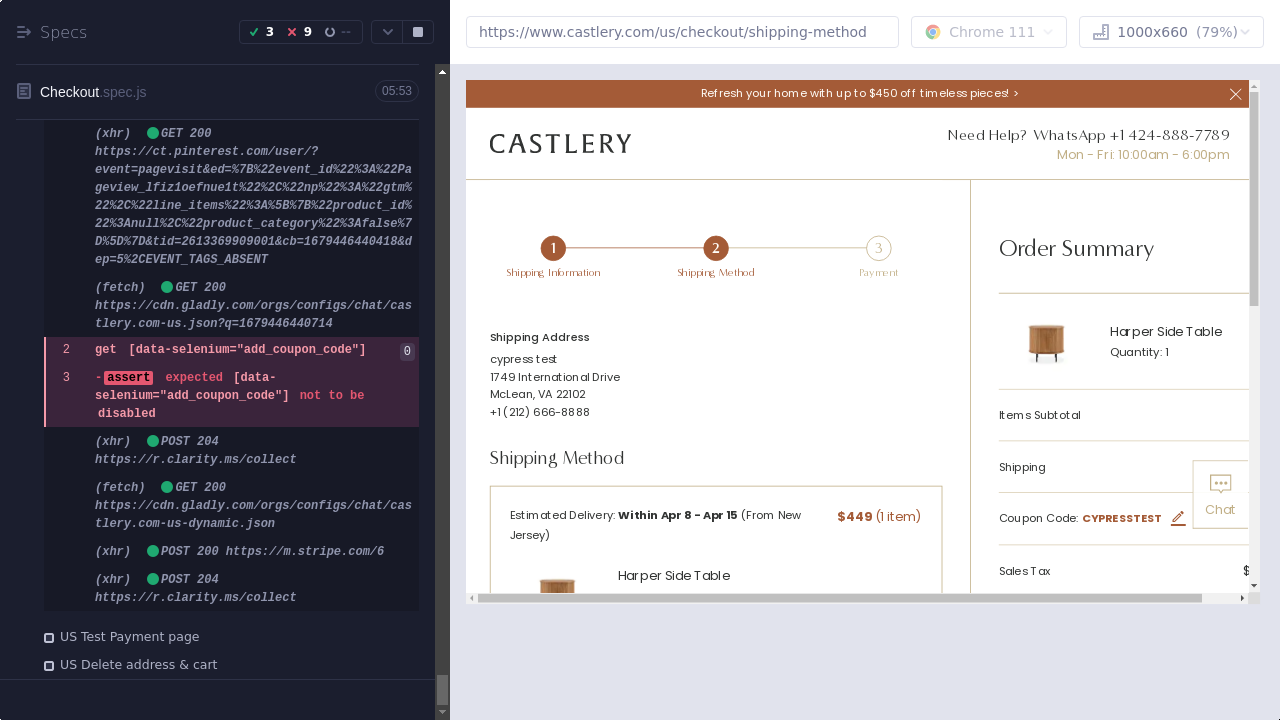 Specs
3
9
--
https://www.castlery.com/us/checkout/shipping-method
Chrome 111
1000x660 (79%)
Checkout.spec.js
05:53
(xhr) GET 200
https://ct.pinterest.com/user/?
event=pagevisit&ed=%7B%22event_id%22%3A%22Pa
geview_lfiz1oefnue1t%22%2C%22np%22%3A%22gtm%
22%2C%22line_items%22%3A%5B%7B%22product_id%
22%3Anull%2C%22product_category%22%3Afalse%7
D%5D%7D&tid=2613369909001&cb=1679446440418&d
ep=5%2CEVENT_TAGS_ABSENT
(fetch) GET 200
https://cdn.gladly.com/orgs/configs/chat/cas
tlery.com-us.json?q=1679446440714
2 get [data-selenium="add_coupon_code"] 0
3 -assert expected [data-
selenium="add_coupon_code"] not to be
disabled
(xhr) POST 204
https://r.clarity.ms/collect
(fetch) GET 200
https://cdn.gladly.com/orgs/configs/chat/cas
tlery.com-us-dynamic.json
(xhr) POST 200 https://m.stripe.com/6
(xhr) POST 204
https://r.clarity.ms/collect
US Test Payment page
US Delete address & cart
Refresh your home with up to $450 off timeless pieces! >
CASTLERY
Need Help? WhatsApp +1 424-888-7789
Mon - Fri: 10:00am - 6:00pm
1
2
3
Shipping Information
Shipping Method
Payment
Shipping Address
cypress test
1749 International Drive
McLean, VA 22102
+1 (212) 666-8888
Shipping Method
Estimated Delivery: Within Apr 8 - Apr 15 (From New
Jersey)
$449 (1 item)
Harper Side Table
Order Summary
Harper Side Table
Quantity: 1
Items Subtotal
Shipping
Coupon Code: CYPRESSTEST
Chat
Sales Tax
$